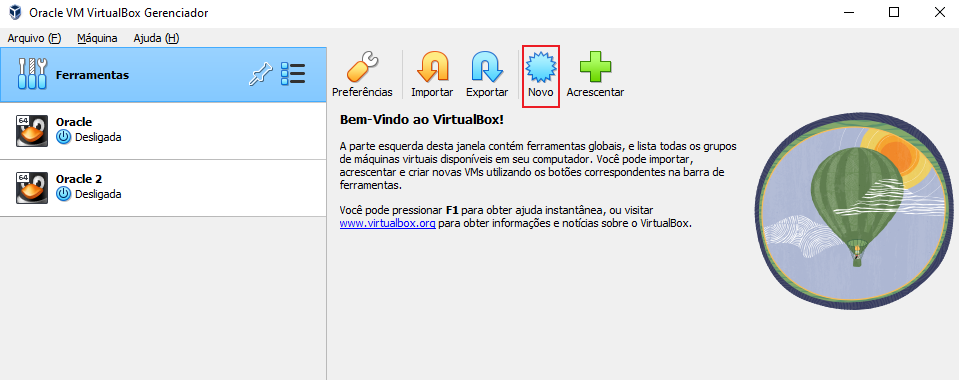 Oracle VM VirtualBox Gerenciador
Arquivo (F) Máquina Ajuda (H)
Ferramentas
64
Oracle
Desligada
64
Oracle 2
Desligada
Preferências Importar Exportar Novo Acrescentar
Bem-Vindo ao VirtualBox!
A parte esquerda desta janela contém ferramentas globais, e lista todas os grupos
de máquinas virtuais disponíveis em seu computador. Você pode importar,
acrescentar e criar novas VMs utilizando os botões correspondentes na barra de
ferramentas.
Você pode pressionar F1 para obter ajuda instantânea, ou visitar
www.virtualbox.org para obter informações e notícias sobre o VirtualBox.